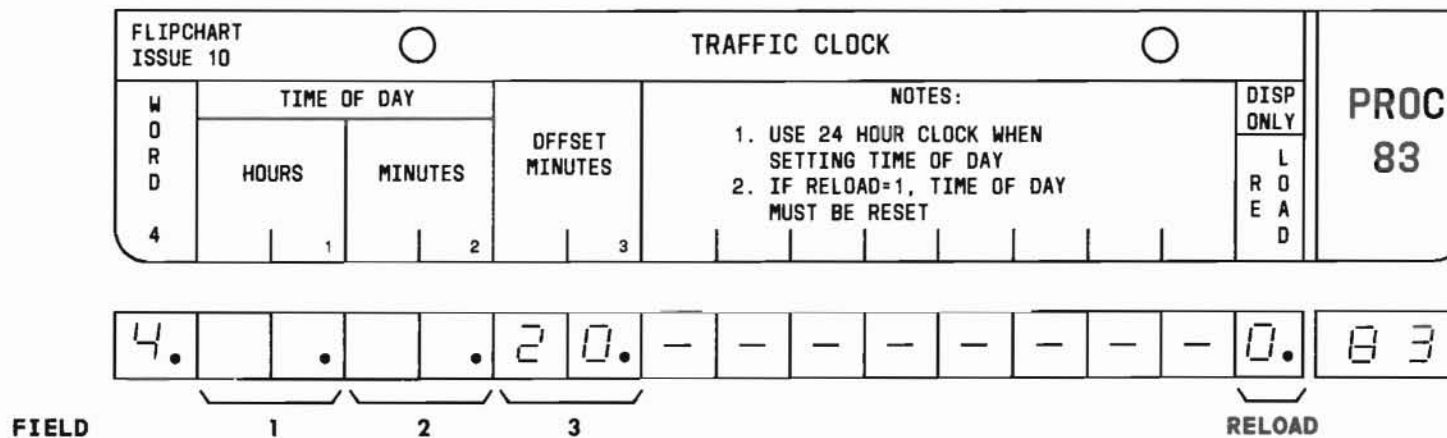 FLIPCHART
ISSUE 10
TRAFFIC CLOCK
PROC
83
WORD 4
TIME OF DAY
HOURS
1
MINUTES
2
OFFSET
MINUTES
3
NOTES:
1. USE 24 HOUR CLOCK WHEN
SETTING TIME OF DAY
2. IF RELOAD=1, TIME OF DAY
MUST BE RESET
DISP
ONLY
RE
LOAD
4. . . 20. - - - - - - - - 0. 83
FIELD 1 2 3 RELOAD